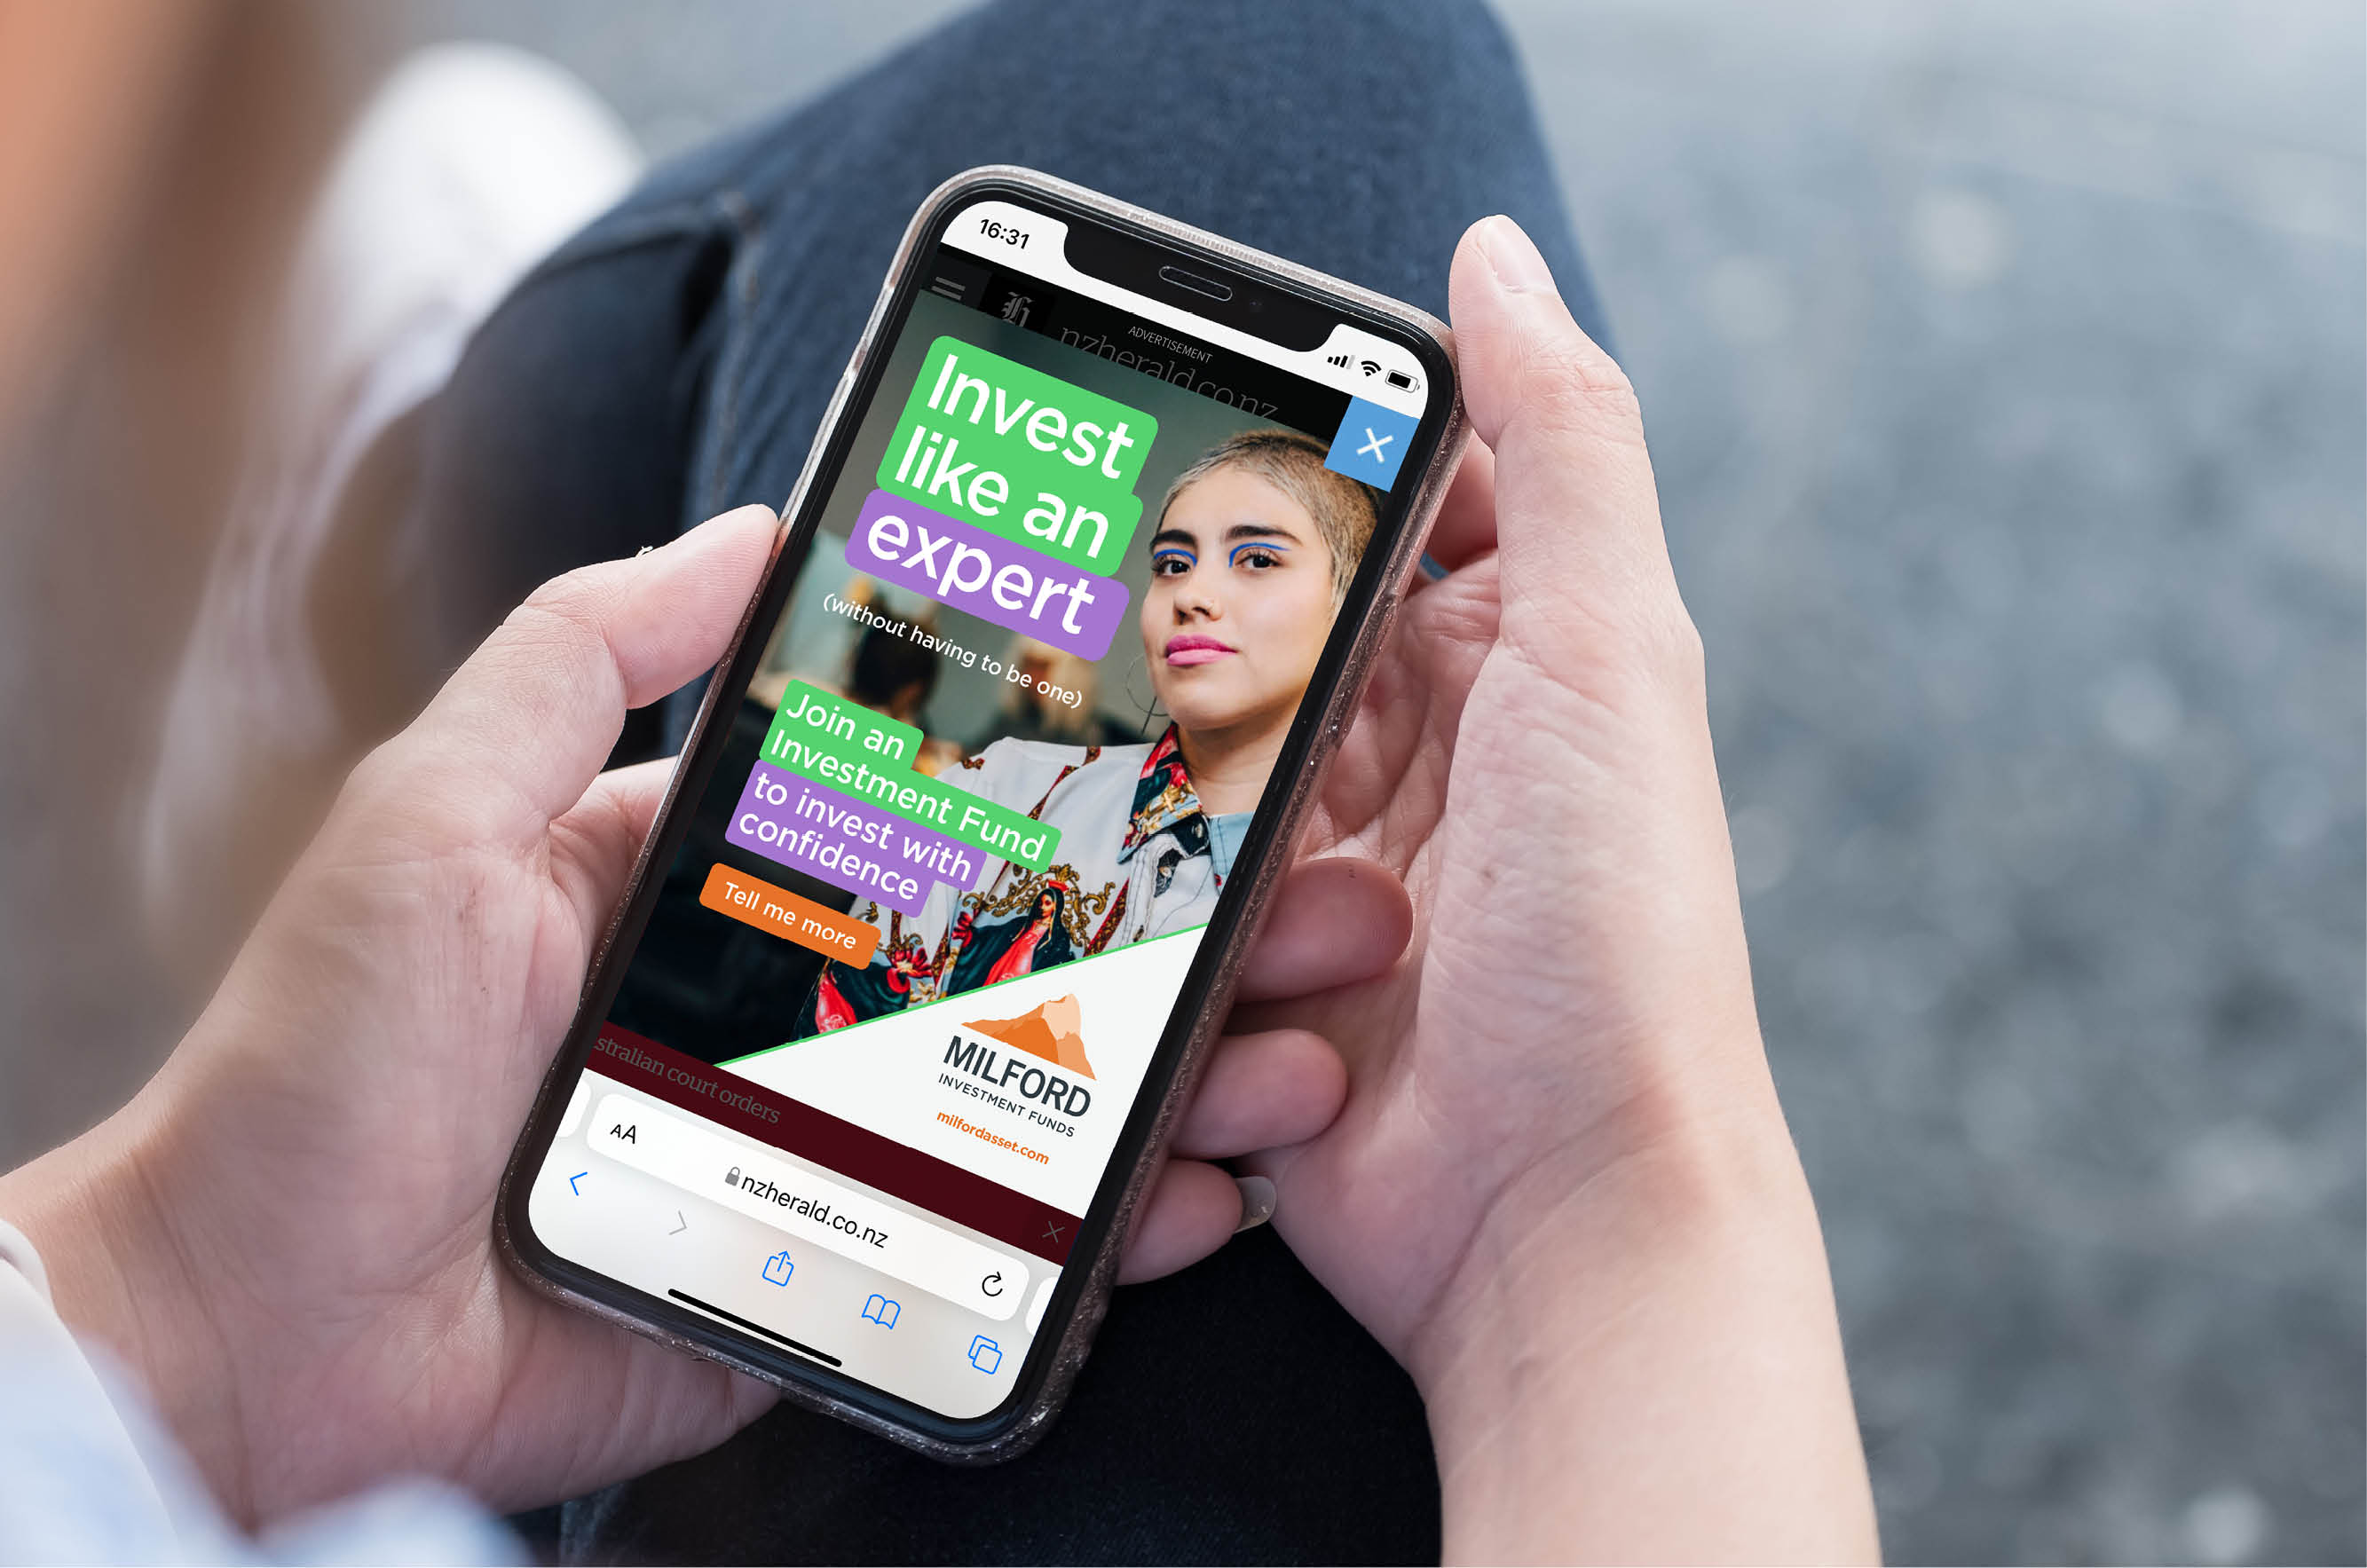 16:31
ADVERTISEMENT
nzherald.co.nz
Invest
like an
expert
(without having to be one)
Join an
Investment Fund
to invest with
confidence
Tell me more
MILFORD
INVESTMENT FUNDS
milfordasset.com
stralian court orders
AA
nzherald.co.nz